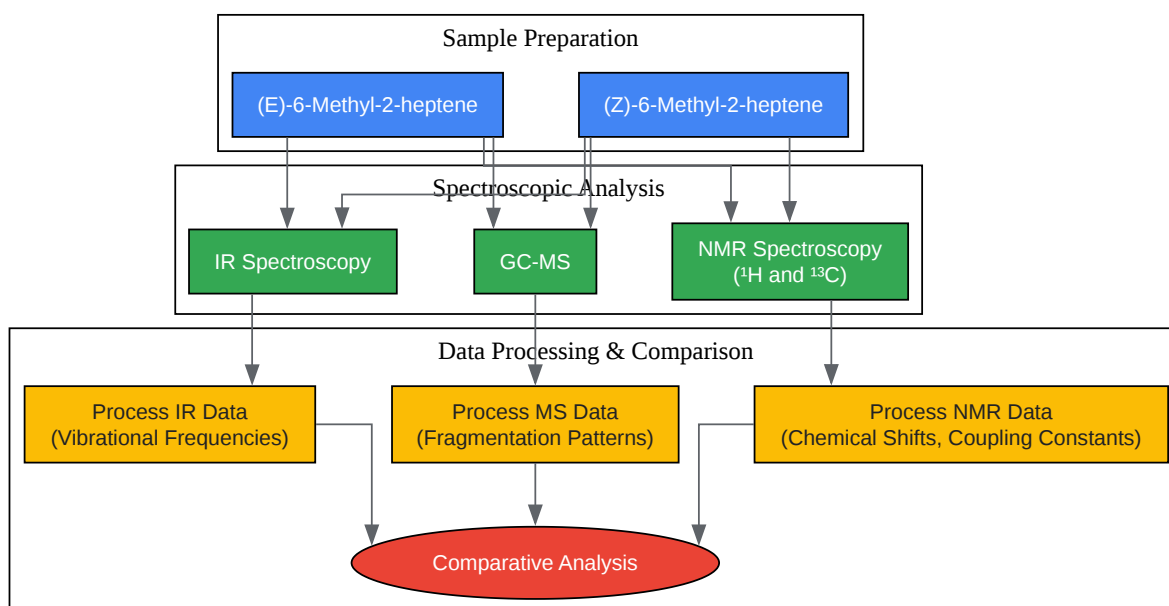 Sample Preparation
(E)-6-Methyl-2-heptene
(Z)-6-Methyl-2-heptene
Spectroscopic Analysis
IR Spectroscopy
GC-MS
NMR Spectroscopy
(¹H and ¹³C)
Data Processing & Comparison
Process IR Data
(Vibrational Frequencies)
Process MS Data
(Fragmentation Patterns)
Process NMR Data
(Chemical Shifts, Coupling Constants)
Comparative Analysis